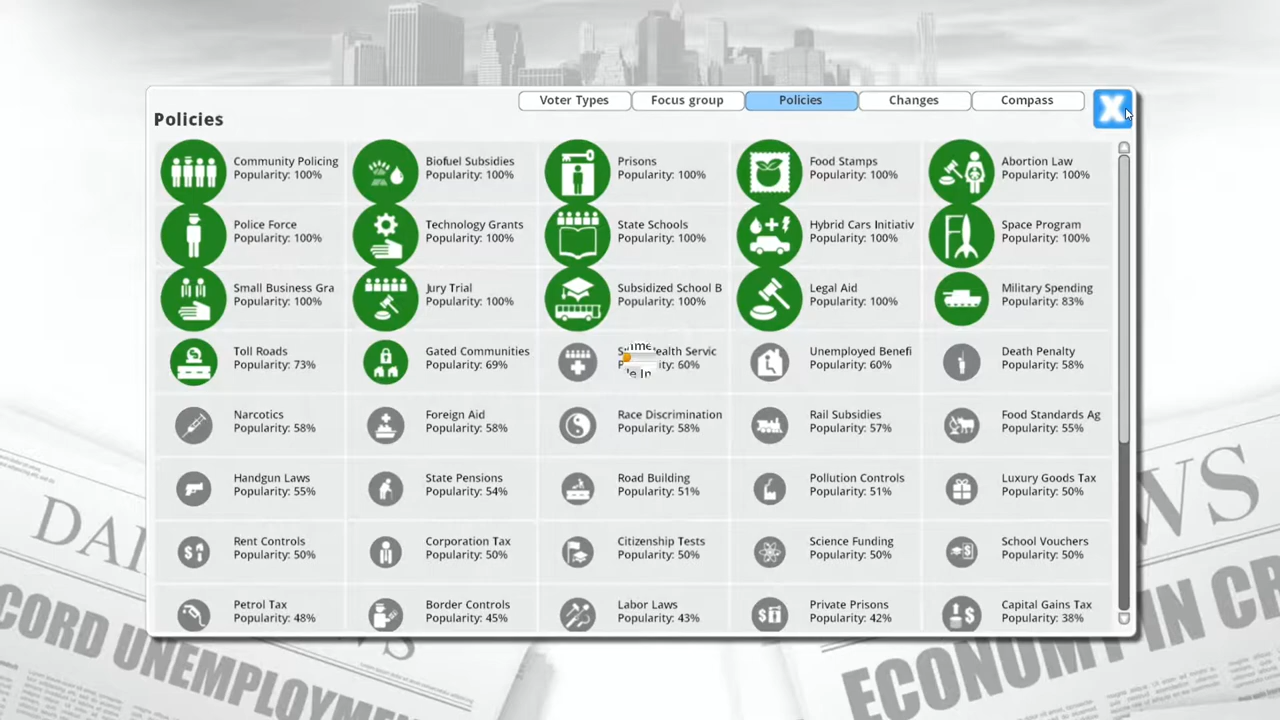 Voter Types
Focus group
Policies
Changes
Compass
X
Policies
Community Policing
Popularity: 100%
Biofuel Subsidies
Popularity: 100%
Prisons
Popularity: 100%
Food Stamps
Popularity: 100%
Abortion Law
Popularity: 100%
Police Force
Popularity: 100%
Technology Grants
Popularity: 100%
State Schools
Popularity: 100%
Hybrid Cars Initiativ
Popularity: 100%
Space Program
Popularity: 100%
Small Business Gra
Popularity: 100%
Jury Trial
Popularity: 100%
Subsidized School B
Popularity: 100%
Legal Aid
Popularity: 100%
Military Spending
Popularity: 83%
Toll Roads
Popularity: 73%
Gated Communities
Popularity: 69%
Servic
60%
Unemployed Benefi
Popularity: 60%
Death Penalty
Popularity: 58%
Narcotics
Popularity: 58%
Foreign Aid
Popularity: 58%
Race Discrimination
Popularity: 58%
Rail Subsidies
Popularity: 57%
Food Standards Ag
Popularity: 55%
Handgun Laws
Popularity: 55%
State Pensions
Popularity: 54%
Road Building
Popularity: 51%
Pollution Controls
Popularity: 51%
Luxury Goods Tax
Popularity: 50%
Rent Controls
Popularity: 50%
Corporation Tax
Popularity: 50%
Citizenship Tests
Popularity: 50%
Science Funding
Popularity: 50%
School Vouchers
Popularity: 50%
Petrol Tax
Popularity: 48%
Border Controls
Popularity: 45%
Labor Laws
Popularity: 43%
Private Prisons
Popularity: 42%
Capital Gains Tax
Popularity: 38%
DAI
WS
CORD UNEMPLOYMENT
ECONOMY IN CR